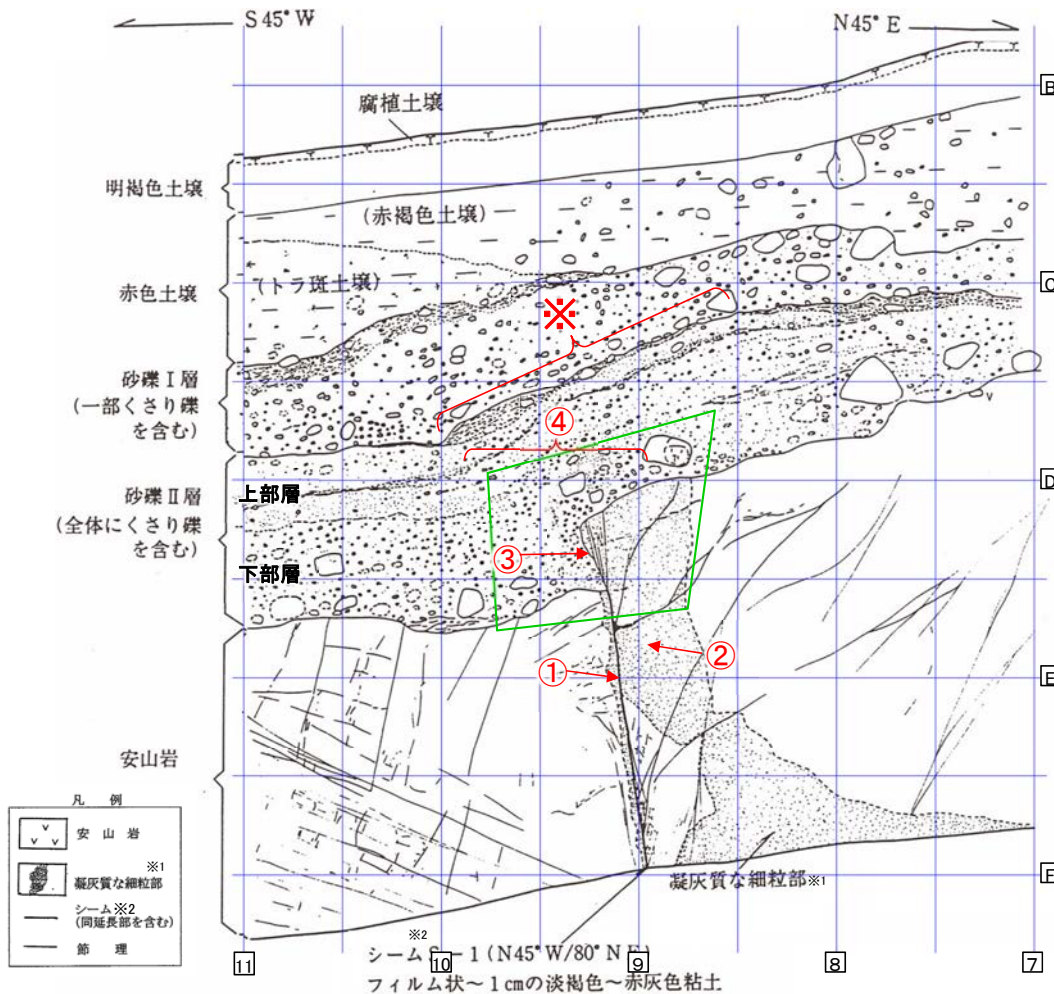 S 45° W
N 45° E
B
腐植土壌
明褐色土壌
(赤褐色土壌)
C
(トラ斑土壌)
赤色土壌
※
砂礫Ⅰ層
(一部くさり礫
を含む)
④
D
上部層
砂礫Ⅱ層
(全体にくさり礫
を含む)
③
下部層
②
①
E
安山岩
凡 例
安 山 岩
※1
凝灰質な細粒部
シーム※2
(同延長部を含む)
節 理
F
凝灰質な細粒部※1
※2
シームS-1 (N45°W/80°NE)
11
10
9
8
7
フィルム状～1cmの淡褐色～赤灰色粘土